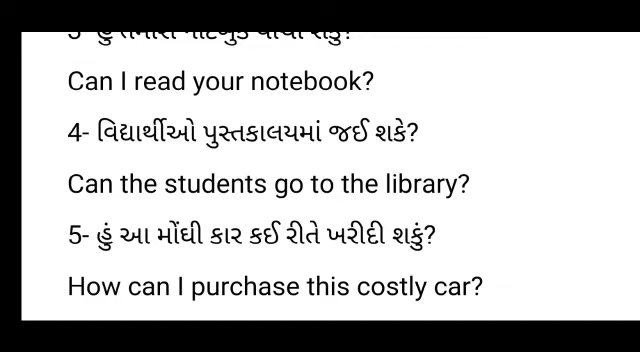 Can I read your notebook?
4- વિદ્યાર્થીઓ પુસ્તકાલયમાં જઈ શકે?
Can the students go to the library?
5- હું આ મોંઘી કાર કઈ રીતે ખરીદી શકું?
How can I purchase this costly car?